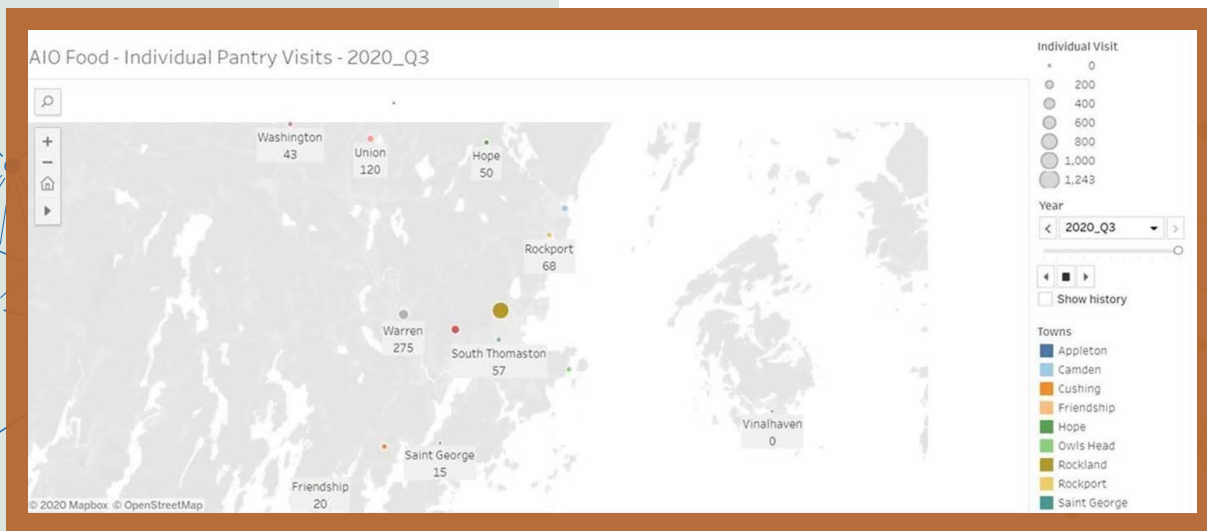 AIO Food - Individual Pantry Visits - 2020_Q3
Washington
43
Union
120
Hope
50
Rockport
68
Warren
275
South Thomaston
57
Vinalhaven
0
Saint George
15
Friendship
20
© 2020 Mapbox © OpenStreetMap
Individual Visit
0
200
400
600
800
1,000
1,243
Year
2020_Q3
Show history
Towns
Appleton
Camden
Cushing
Friendship
Hope
Owls Head
Rockland
Rockport
Saint George